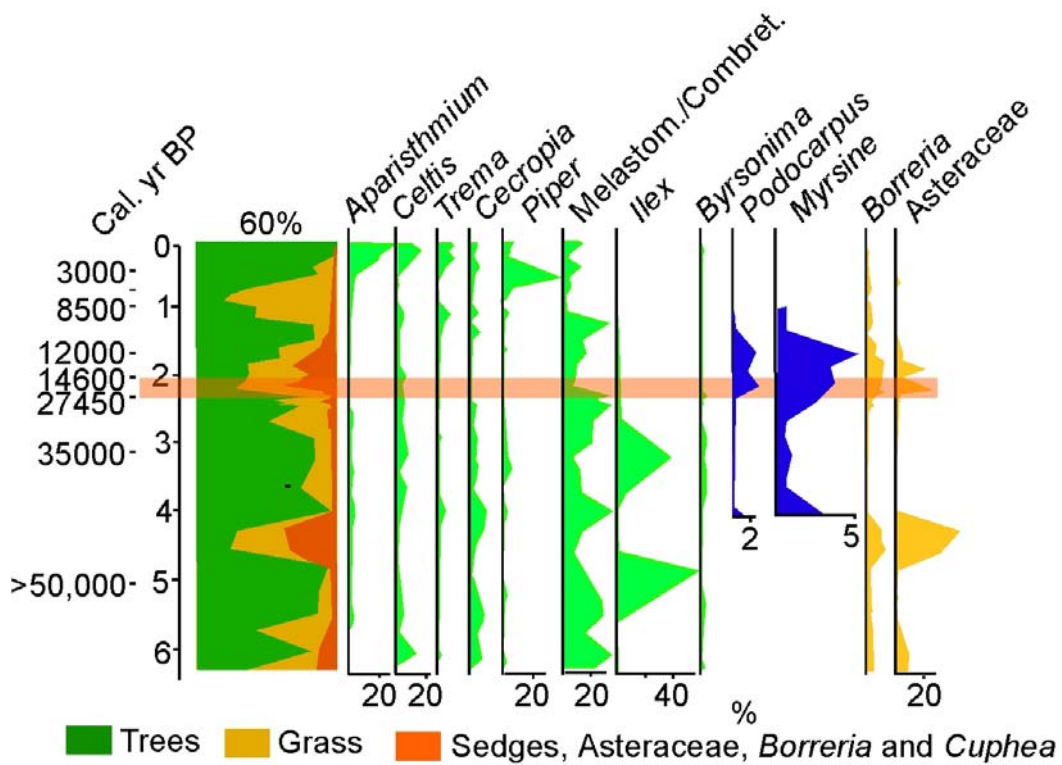 Cal. yr BP
60%
Aparisthmium
Celtis
Trema
Cecropia
Piper
Melastom./Combret.
Ilex
Byrsonima
Podocarpus
Myrsine
Borreria
Asteraceae
0
3000-
1
8500-
12000-
2
14600-
27450-
3
35000-
4
5
>50,000-
6
2
5
20
20
20
20
40
20
%
Trees
Grass
Sedges, Asteraceae, Borreria and Cuphea